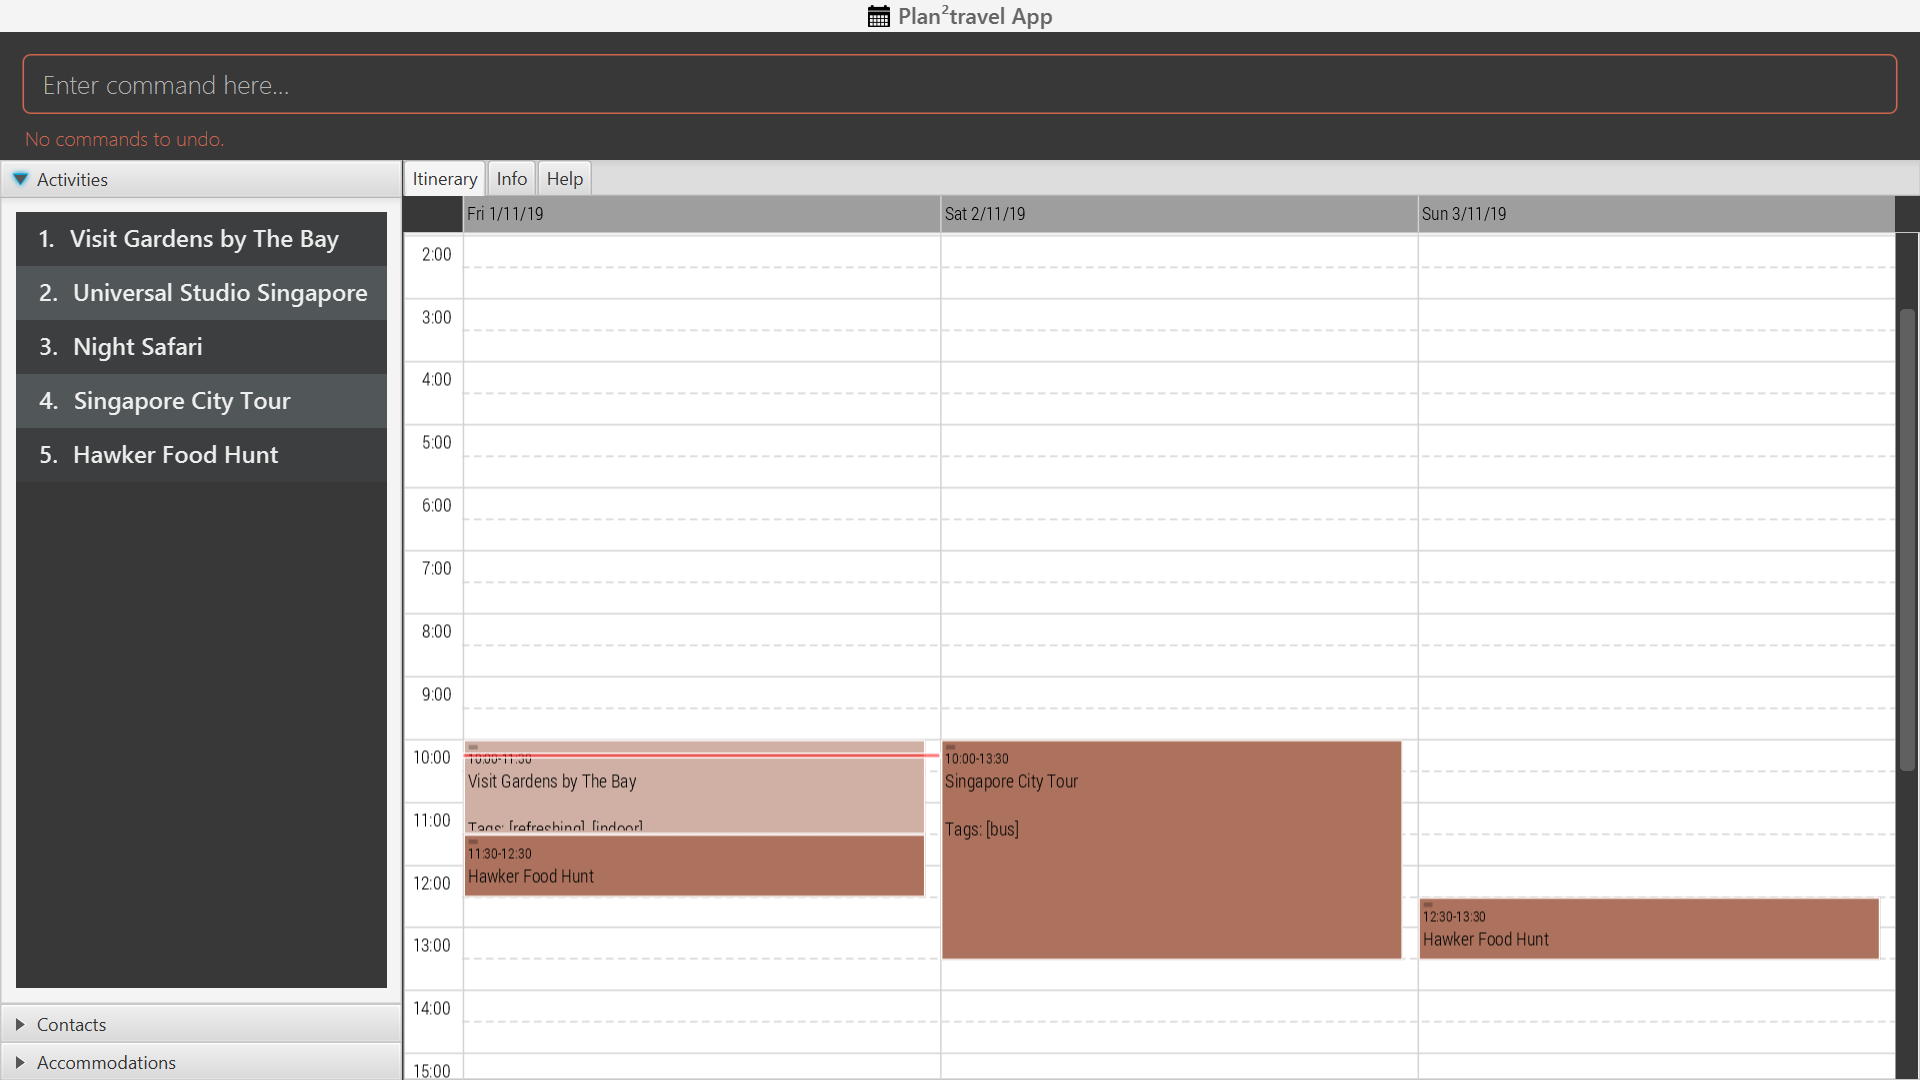 Plan²travel App
Enter command here...
No commands to undo.
Activities
1. Visit Gardens by The Bay
2. Universal Studio Singapore
3. Night Safari
4. Singapore City Tour
5. Hawker Food Hunt
Contacts
Accommodations
Itinerary Info Help
Fri 1/11/19 Sat 2/11/19 Sun 3/11/19
2:00
3:00
4:00
5:00
6:00
7:00
8:00
9:00
10:00
11:00
12:00
13:00
14:00
15:00
10:00-11:30
Visit Gardens by The Bay
Tags: [refreshing], [indoor]
11:30-12:30
Hawker Food Hunt
10:00-13:30
Singapore City Tour
Tags: [bus]
12:30-13:30
Hawker Food Hunt